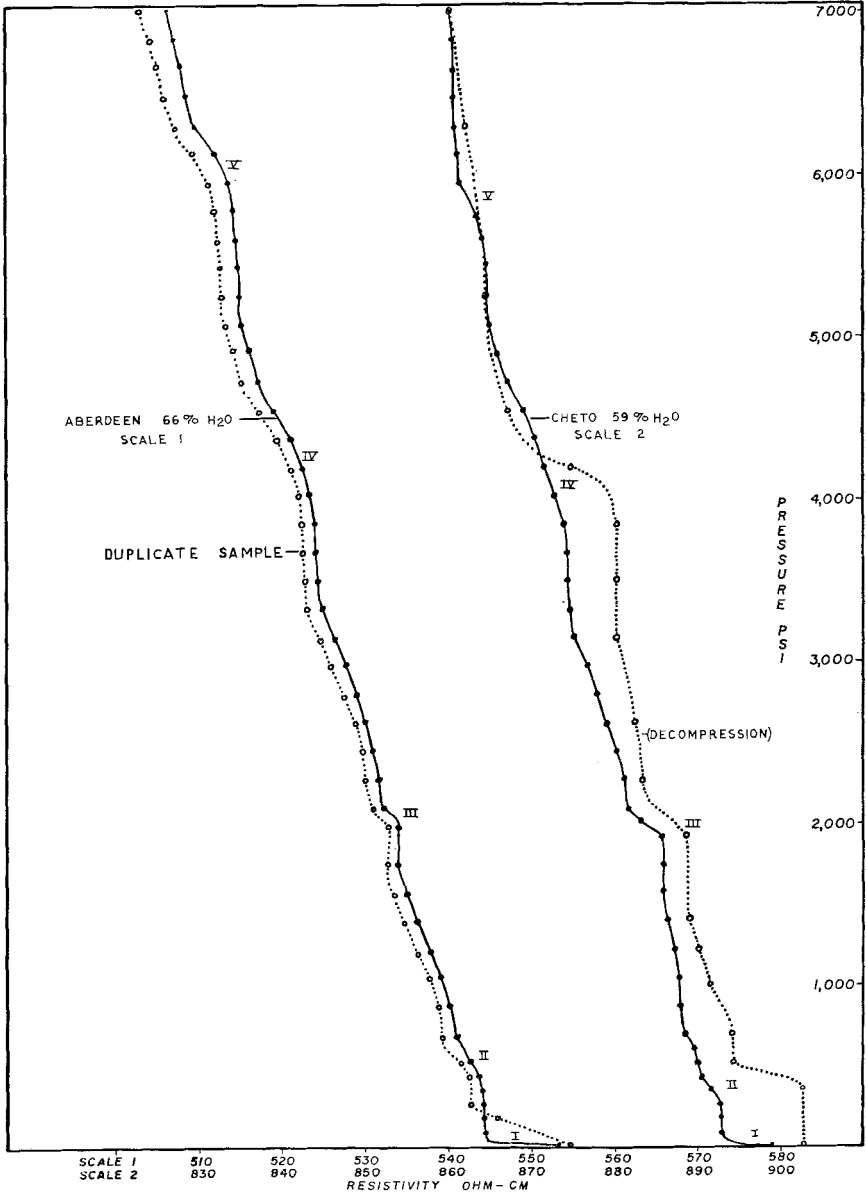 7000
V
6,000
V
5,000
ABERDEEN 66% H2O
SCALE 1
CHETO 59% H2O
SCALE 2
IV
IV
4,000
PRESSURE PSI
DUPLICATE SAMPLE
3,000
(DECOMPRESSION)
III
III
2,000
1,000
II
II
I
I
SCALE 1 510 520 530 540 550 560 570 580
SCALE 2 830 840 850 860 870 880 890 900
RESISTIVITY OHM-CM